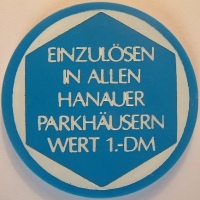 EINZULÖSEN
IN ALLEN
HANAUER
PARKHÄUSERN
WERT 1.-DM